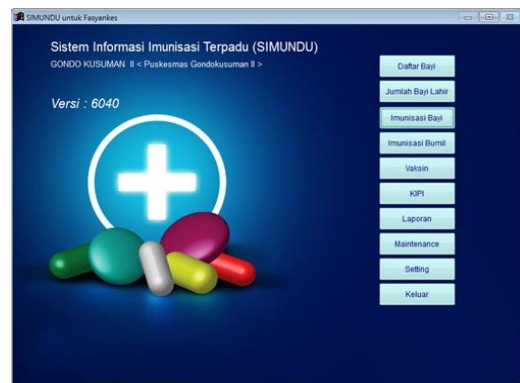 SIMUNDU untuk Fasyankes
Sistem Informasi Imunisasi Terpadu (SIMUNDU)
GONDO KUSUMAN II < Puskesmas Gondokusuman II >
Versi : 6040
Daftar Bayi
Jumlah Bayi Lahir
Imunisasi Bayi
Imunisasi Bumil
Vaksin
KIPI
Laporan
Maintenance
Setting
Keluar